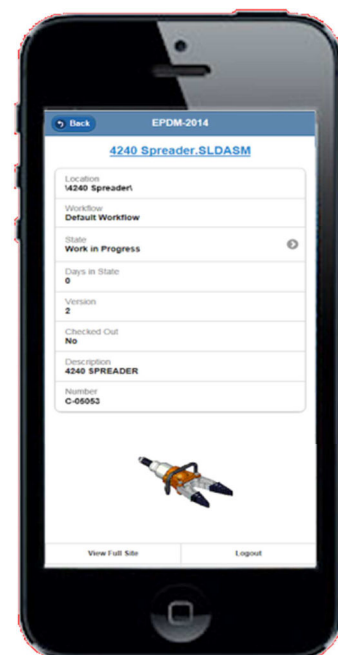 Back
EPDM-2014
4240 Spreader.SLDASM
Location
\4240 Spreader\
Workflow
Default Workflow
State
Work in Progress
Days in State
0
Version
2
Checked Out
No
Description
4240 SPREADER
Number
C-05053
View Full Site
Logout